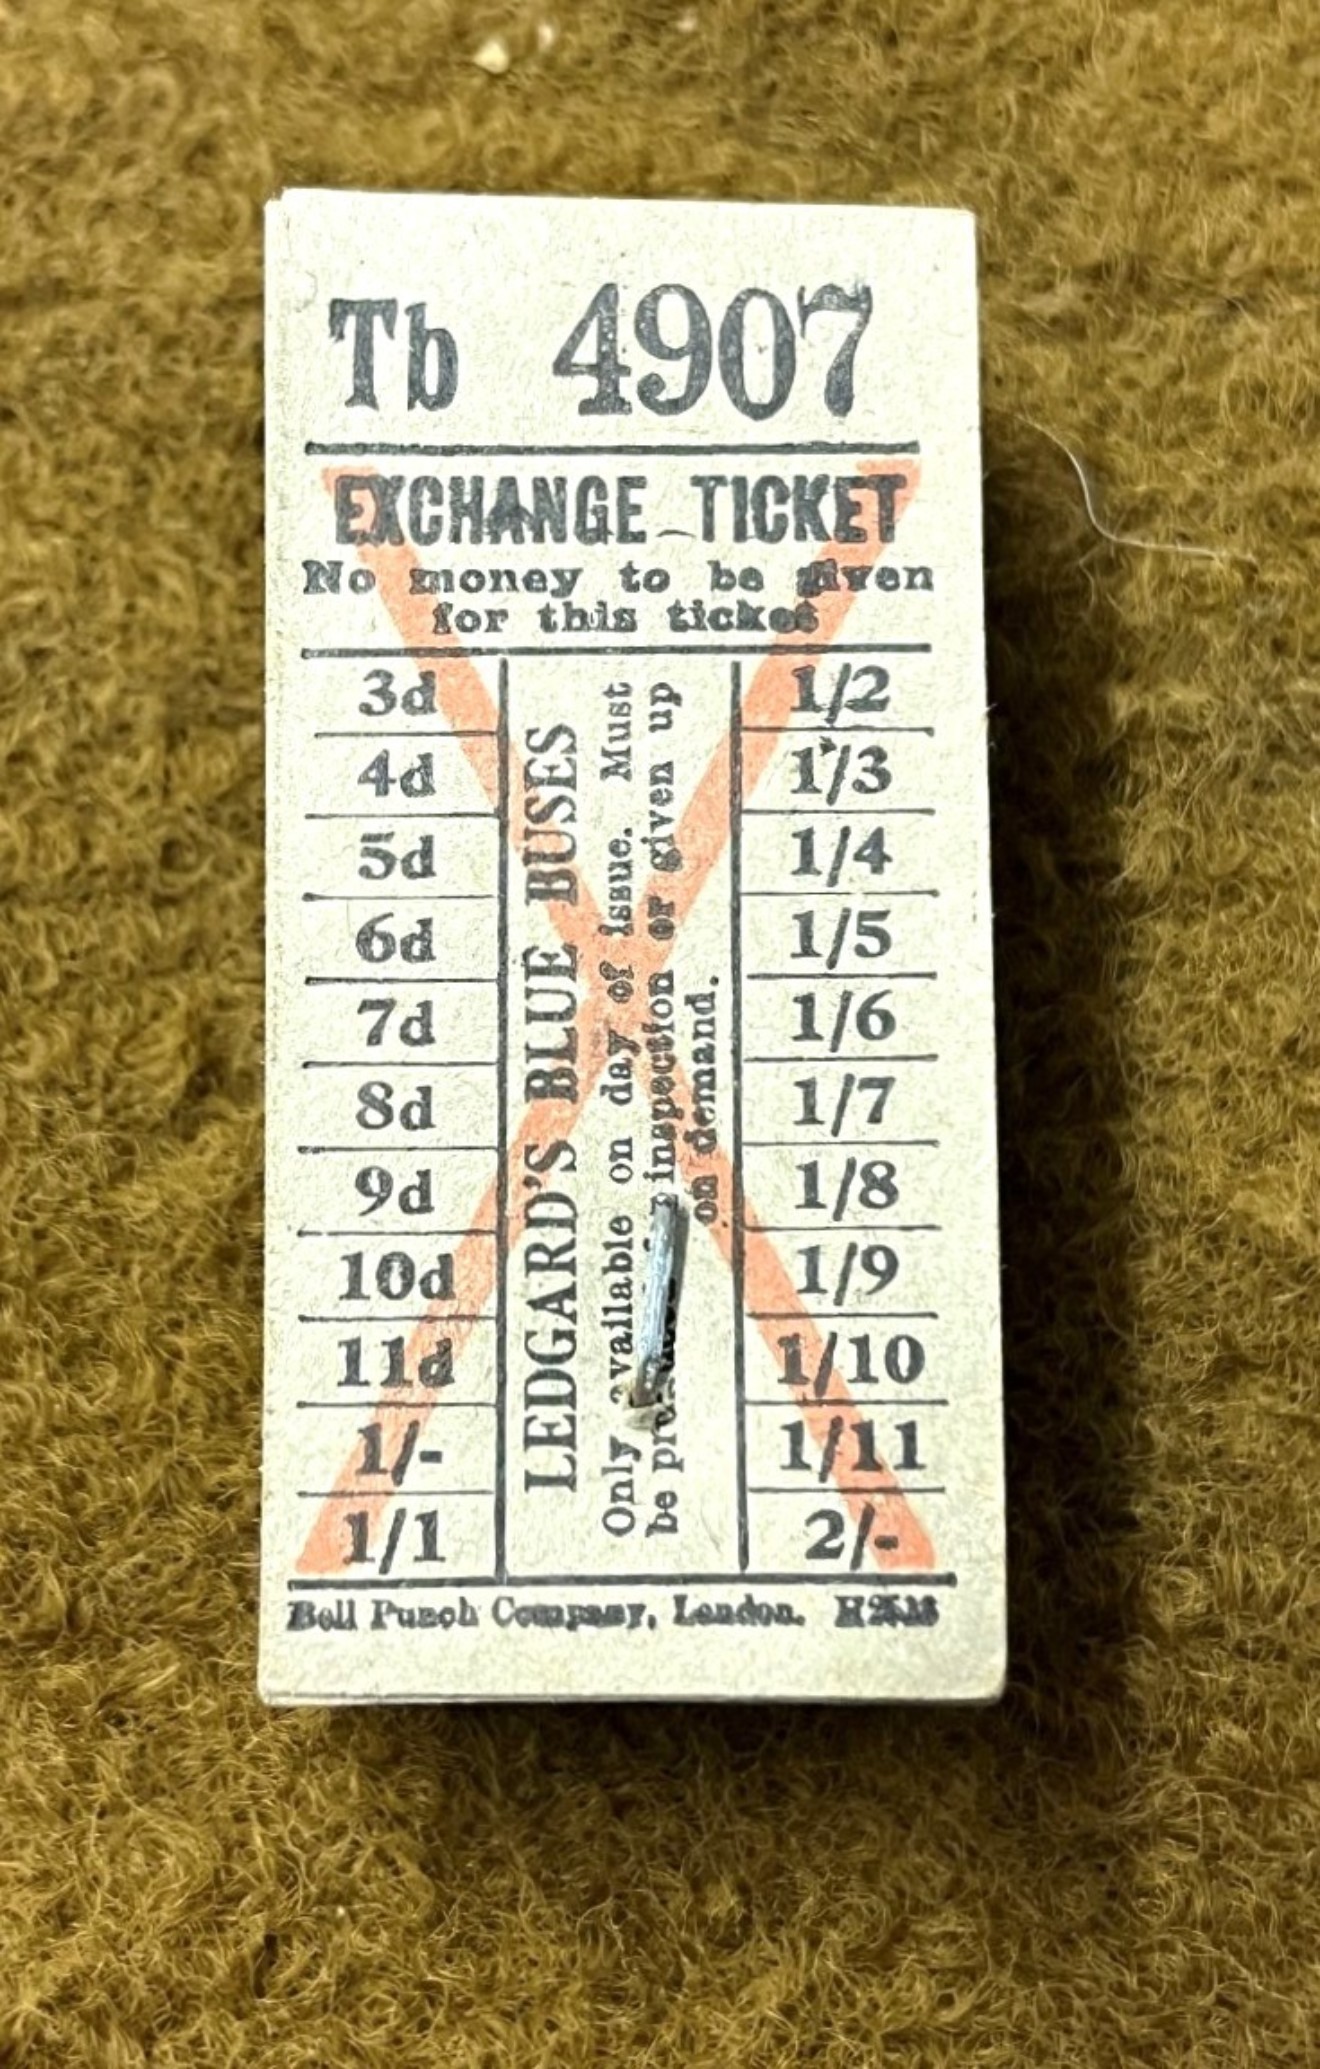 Tb 4907
EXCHANGE TICKET
No money to be given
for this ticket
3d
4d
5d
6d
7d
8d
9d
10d
11d
1/-
1/1
LEDGARD'S BLUE BUSES
Only available on day of issue. Must
be inspection or given up
on demand.
1/2
1/3
1/4
1/5
1/6
1/7
1/8
1/9
1/10
1/11
2/-
Bell Punch Company, London.